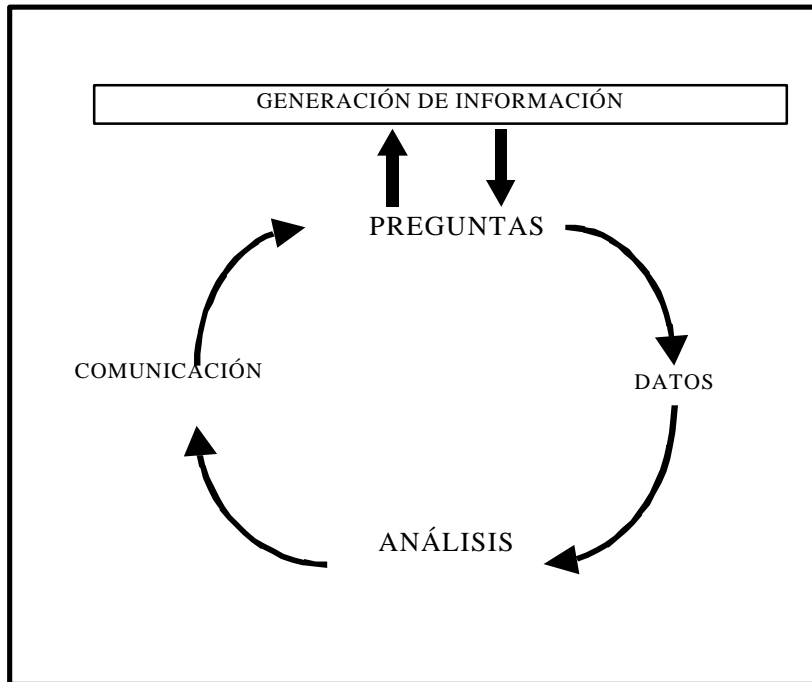 GENERACIÓN DE INFORMACIÓN
PREGUNTAS
COMUNICACIÓN
DATOS
ANÁLISIS